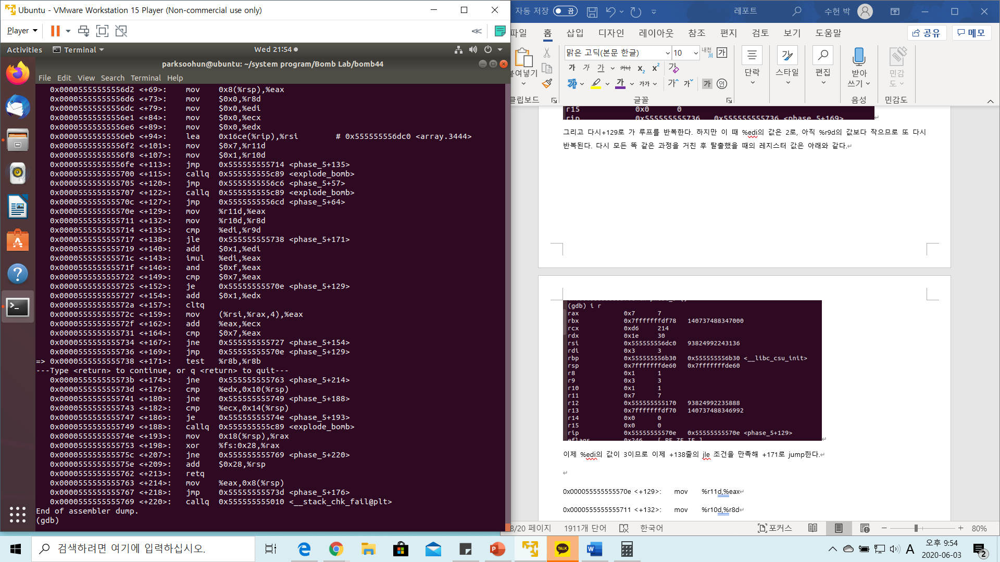 Ubuntu - VMware Workstation 15 Player (Non-commercial use only)
Player
Activities
Terminal
Wed 21:54
parksoohun@ubuntu: ~/system program/Bomb Lab/bomb44
File Edit View Search Terminal Help
0x00005555555556d2 <+69>: mov 0x8(%rsp),%eax
0x00005555555556d6 <+73>: mov $0x0,%r8d
0x00005555555556dc <+79>: mov $0x0,%edi
0x00005555555556e1 <+84>: mov $0x0,%ecx
0x00005555555556e6 <+89>: mov $0x0,%edx
0x00005555555556eb <+94>: lea 0x16ce(%rip),%rsi # 0x555555556dc0 <array.3444>
0x00005555555556f2 <+101>: mov $0x7,%r11d
0x00005555555556f8 <+107>: mov $0x1,%r10d
0x00005555555556fe <+113>: jmp 0x555555555714 <phase_5+135>
0x0000555555555700 <+115>: callq 0x555555555c89 <explode_bomb>
0x0000555555555705 <+120>: jmp 0x5555555556c6 <phase_5+57>
0x0000555555555707 <+122>: callq 0x555555555c89 <explode_bomb>
0x000055555555570c <+127>: jmp 0x5555555556cd <phase_5+64>
0x000055555555570e <+129>: mov %r11d,%eax
0x0000555555555711 <+132>: mov %r10d,%r8d
0x0000555555555714 <+135>: cmp %edi,%r9d
0x0000555555555717 <+138>: jle 0x555555555738 <phase_5+171>
0x0000555555555719 <+140>: add $0x1,%edi
0x000055555555571c <+143>: imul %edi,%eax
0x000055555555571f <+146>: and $0xf,%eax
0x0000555555555722 <+149>: cmp $0x7,%eax
0x0000555555555725 <+152>: je 0x55555555570e <phase_5+129>
0x0000555555555727 <+154>: add $0x1,%edx
0x000055555555572a <+157>: cltq
0x000055555555572c <+159>: mov (%rsi,%rax,4),%eax
0x000055555555572f <+162>: add %eax,%ecx
0x0000555555555731 <+164>: cmp $0x7,%eax
0x0000555555555734 <+167>: jne 0x555555555727 <phase_5+154>
0x0000555555555736 <+169>: jmp 0x55555555570e <phase_5+129>
=> 0x0000555555555738 <+171>: test %r8b,%r8b
---Type <return> to continue, or q <return> to quit---
0x000055555555573b <+174>: jne 0x555555555763 <phase_5+214>
0x000055555555573d <+176>: cmp %edx,0x10(%rsp)
0x0000555555555741 <+180>: jne 0x555555555749 <phase_5+188>
0x0000555555555743 <+182>: cmp %ecx,0x14(%rsp)
0x0000555555555747 <+186>: je 0x55555555574e <phase_5+193>
0x0000555555555749 <+188>: callq 0x555555555c89 <explode_bomb>
0x000055555555574e <+193>: mov 0x18(%rsp),%rax
0x0000555555555753 <+198>: xor %fs:0x28,%rax
0x000055555555575c <+207>: jne 0x555555555769 <phase_5+220>
0x000055555555575e <+209>: add $0x28,%rsp
0x0000555555555762 <+213>: retq
0x0000555555555763 <+214>: mov %eax,0x8(%rsp)
0x0000555555555767 <+218>: jmp 0x55555555573d <phase_5+176>
0x0000555555555769 <+220>: callq 0x555555555010 <__stack_chk_fail@plt>
End of assembler dump.
(gdb)
자동 저장 끔
레포트
수헌 박
파일 홈 삽입 디자인 레이아웃 참조 편지 검토 보기 도움말
공유
메모
붙여넣기
클립보드
맑은 고딕(본문 한글) 10
글꼴
단락
스타일
편집
받아쓰기
음성
민감도
민감도
r15 0x0 0
rip 0x555555555736 0x555555555736 <phase_5+169>
그리고 다시+129로 가 루프를 반복한다. 하지만 이 때 %edi의 값은 2로, 아직 %r9d의 값보다 작으므로 또 다시
반복된다. 다시 모든 똑 같은 과정을 거친 후 탈출했을 때의 레지스터 값은 아래와 같다.
(gdb) i r
rax 0x7 7
rbx 0x7fffffffdf78 140737488347000
rcx 0xd6 214
rdx 0x1e 30
rsi 0x555555556dc0 93824992243136
rdi 0x3 3
rbp 0x555555556b30 0x555555556b30 <__libc_csu_init>
rsp 0x7fffffffde60 0x7fffffffde60
r8 0x1 1
r9 0x3 3
r10 0x1 1
r11 0x7 7
r12 0x555555555170 93824992235888
r13 0x7fffffffdf70 140737488346992
r14 0x0 0
r15 0x0 0
rip 0x55555555570e 0x55555555570e <phase_5+129>
eflags 0x246 [ PF ZF IF ]
이제 %edi의 값이 3이므로 이제 +138줄의 jle 조건을 만족해 +171로 jump한다.
0x000055555555570e <+129>: mov %r11d,%eax
0x0000555555555711 <+132>: mov %r10d,%r8d
8/20 페이지 1911개 단어 한국어
포커스
80%
검색하려면 여기에 입력하십시오.
TALK
A
오후 9:54
2020-06-03
2